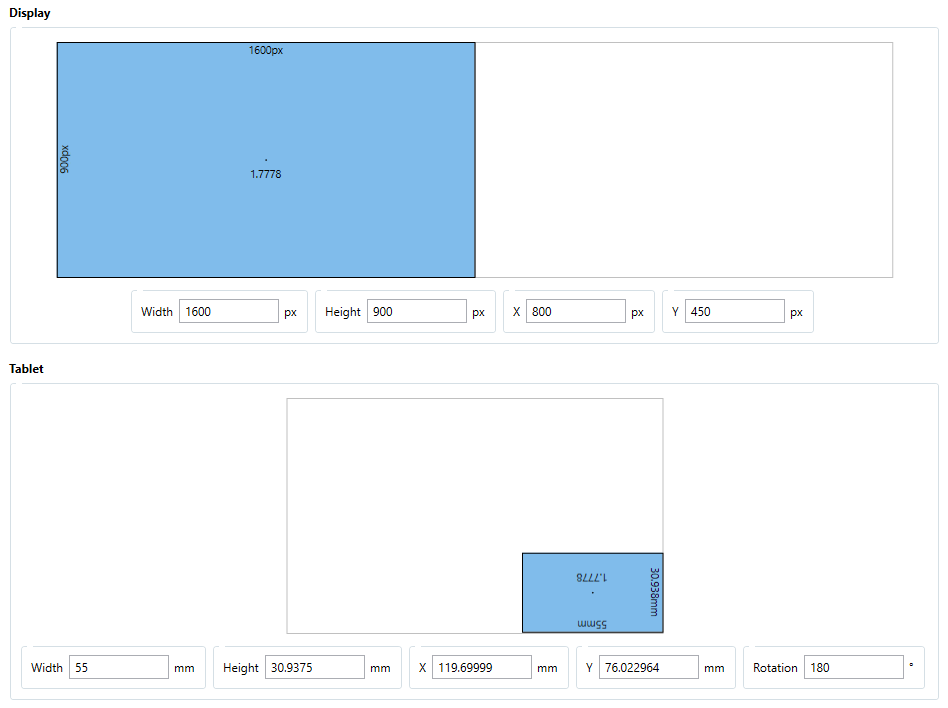 Display
1600px
900px
1.7778
Width 1600 px Height 900 px X 800 px Y 450 px
Tablet
1.7778
30.938mm
55mm
Width 55 mm Height 30.9375 mm X 119.69999 mm Y 76.022964 mm Rotation 180 °